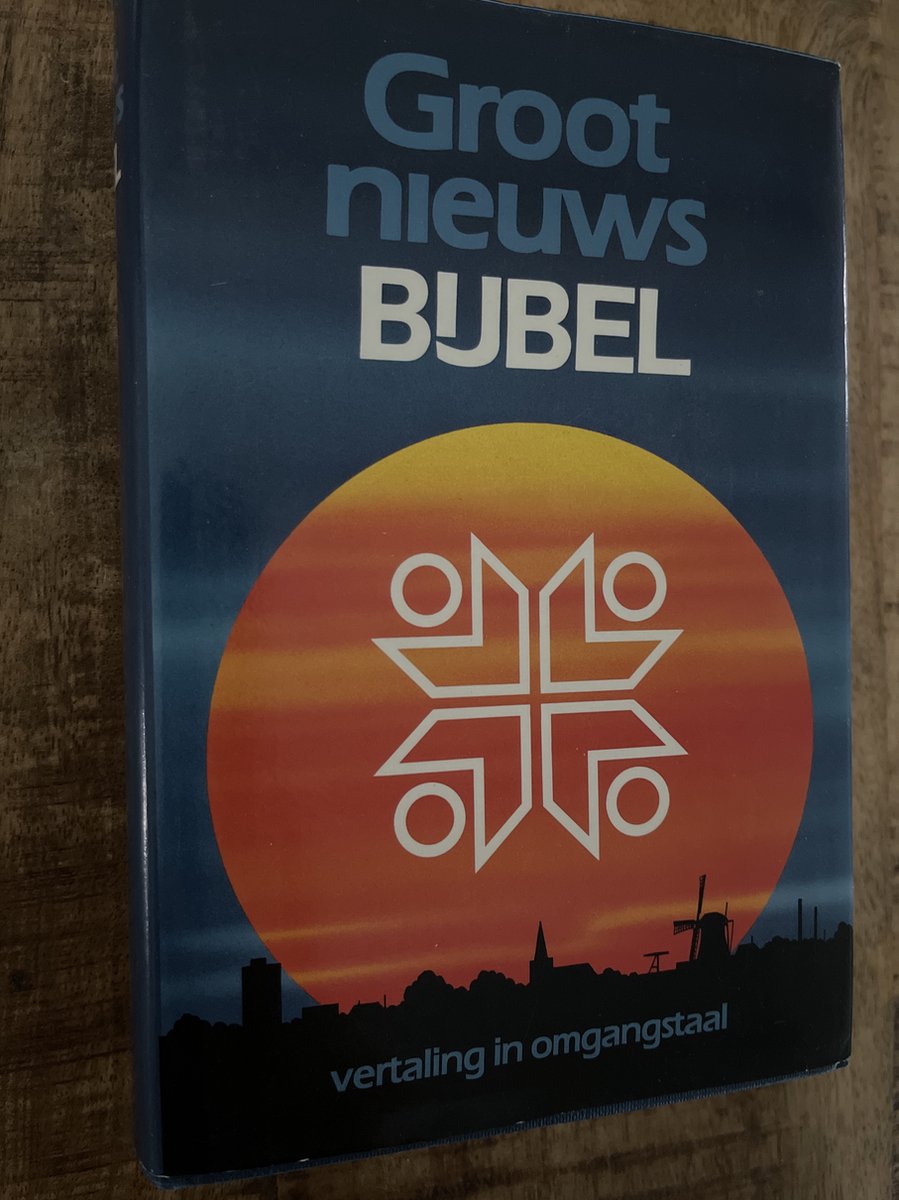 Groot
nieuws
BIJBEL
vertaling in omgangstaal